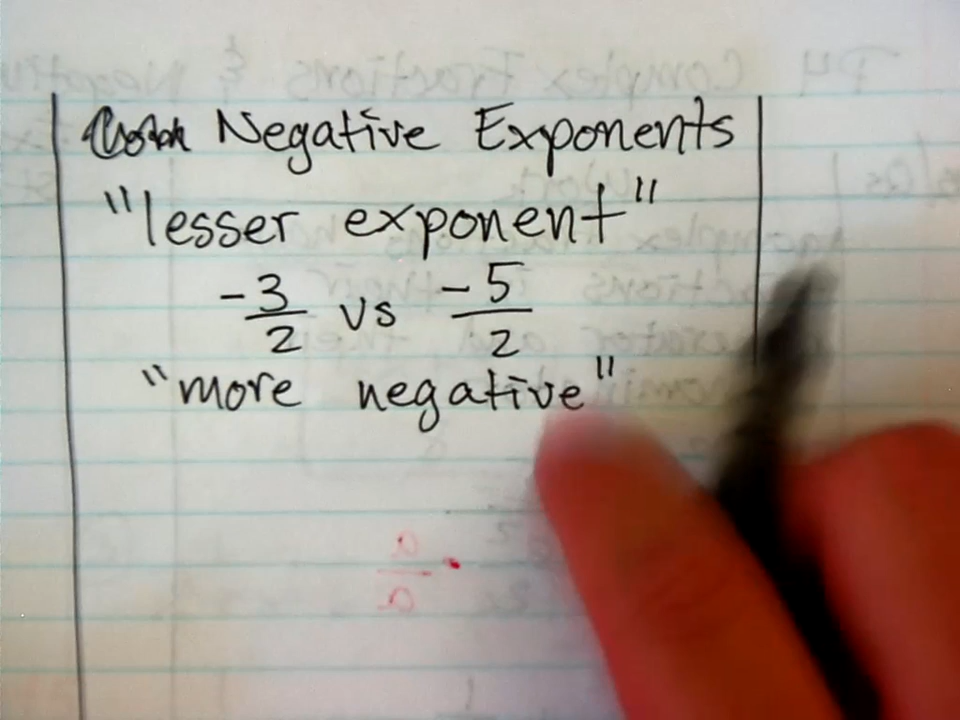 Negative Exponents
"lesser exponent"
-3/2 vs -5/2
"more negative"